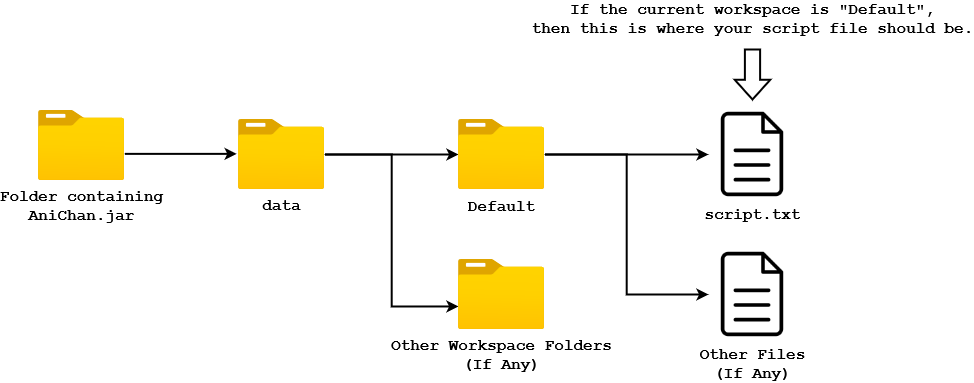 If the current workspace is "Default",
then this is where your script file should be.
Folder containing
AniChan.jar
data
Default
script.txt
Other Workspace Folders
(If Any)
Other Files
(If Any)